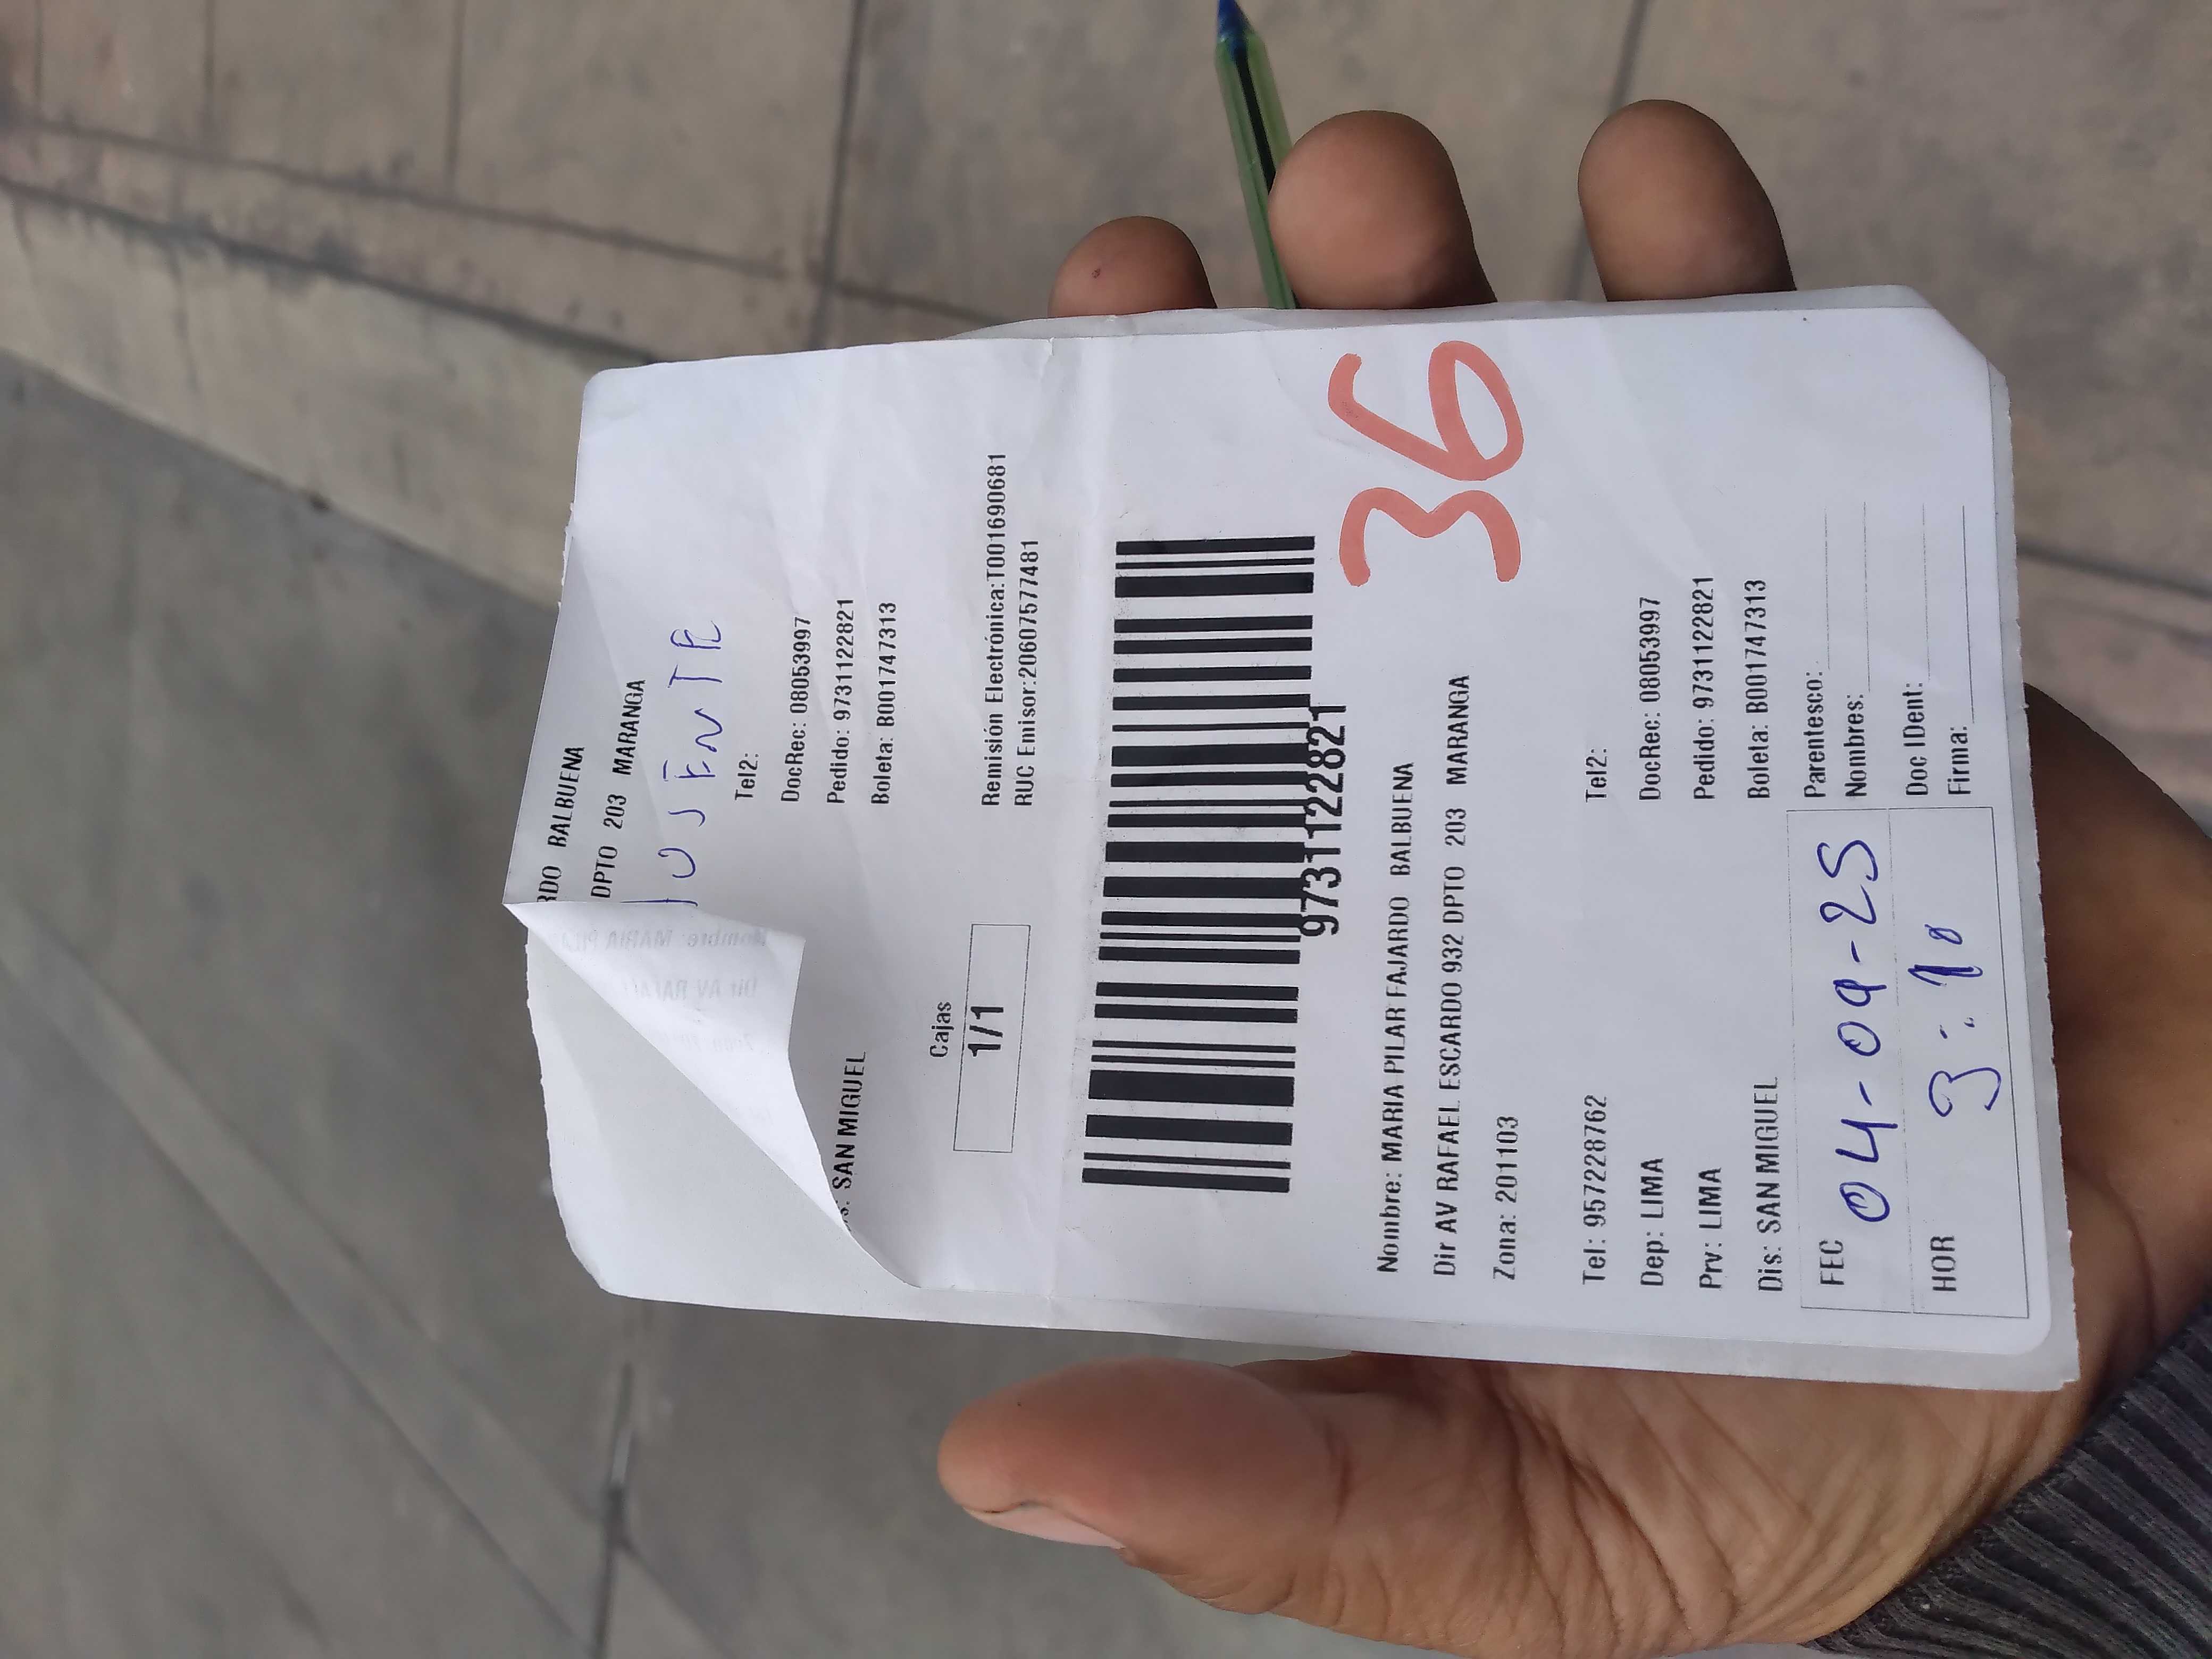 RDO BALBUENA
DPTO 203 MARANGA
Tel2:
DocRec: 08053997
Pedido: 9731122821
Boleta: B001747313
SAN MIGUEL
Cajas
1/1
Remisión Electrónica:T001690681
RUC Emisor:20607577481
9731122821
36
Nombre: MARIA PILAR FAJARDO BALBUENA
Dir AV RAFAEL ESCARDO 932 DPTO 203 MARANGA
Zona: 201103
Tel: 957228762 Tel2:
Dep: LIMA DocRec: 08053997
Prv: LIMA Pedido: 9731122821
Dis: SAN MIGUEL Boleta: B001747313
FEC 04-09-25 Parentesco:
Nombres:
HOR 3:10 Doc IDent:
Firma: